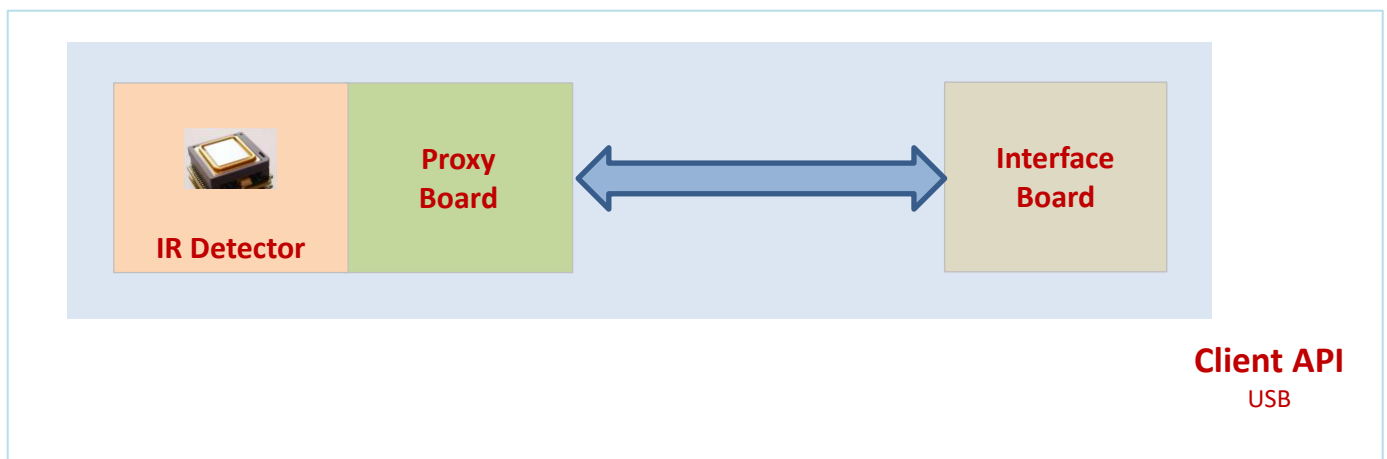 IR Detector
Proxy
Board
Interface
Board
Client API
USB